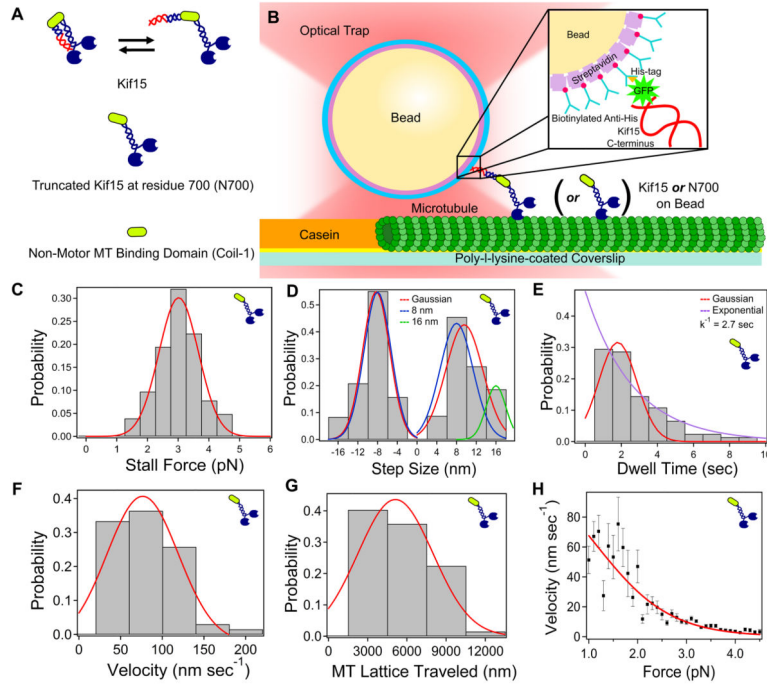 A
Kif15
Truncated Kif15 at residue 700 (N700)
Non-Motor MT Binding Domain (Coil-1)
B
Optical Trap
Bead
Bead
Streptavidin
His-tag
GFP
Biotinylated Anti-His
Kif15
C-terminus
( or )
Kif15 or N700
on Bead
Microtubule
Casein
Poly-l-lysine-coated Coverslip
C
Probability
0.30
0.25
0.20
0.15
0.10
0.05
0.00
0 1 2 3 4 5 6
Stall Force (pN)
D
Gaussian
8 nm
16 nm
Probability
0.5
0.4
0.3
0.2
0.1
0.0
-16 -12 -8 -4 0 4 8 12 16
Step Size (nm)
E
Gaussian
Exponential
k⁻¹ = 2.7 sec
Probability
0.5
0.4
0.3
0.2
0.1
0.0
0 2 4 6 8 10
Dwell Time (sec)
F
Probability
0.4
0.3
0.2
0.1
0.0
0 50 100 150 200
Velocity (nm sec⁻¹)
G
Probability
0.4
0.3
0.2
0.1
0.0
0 3000 6000 9000 12000
MT Lattice Traveled (nm)
H
Velocity (nm sec⁻¹)
80
60
40
20
0
1.0 2.0 3.0 4.0
Force (pN)